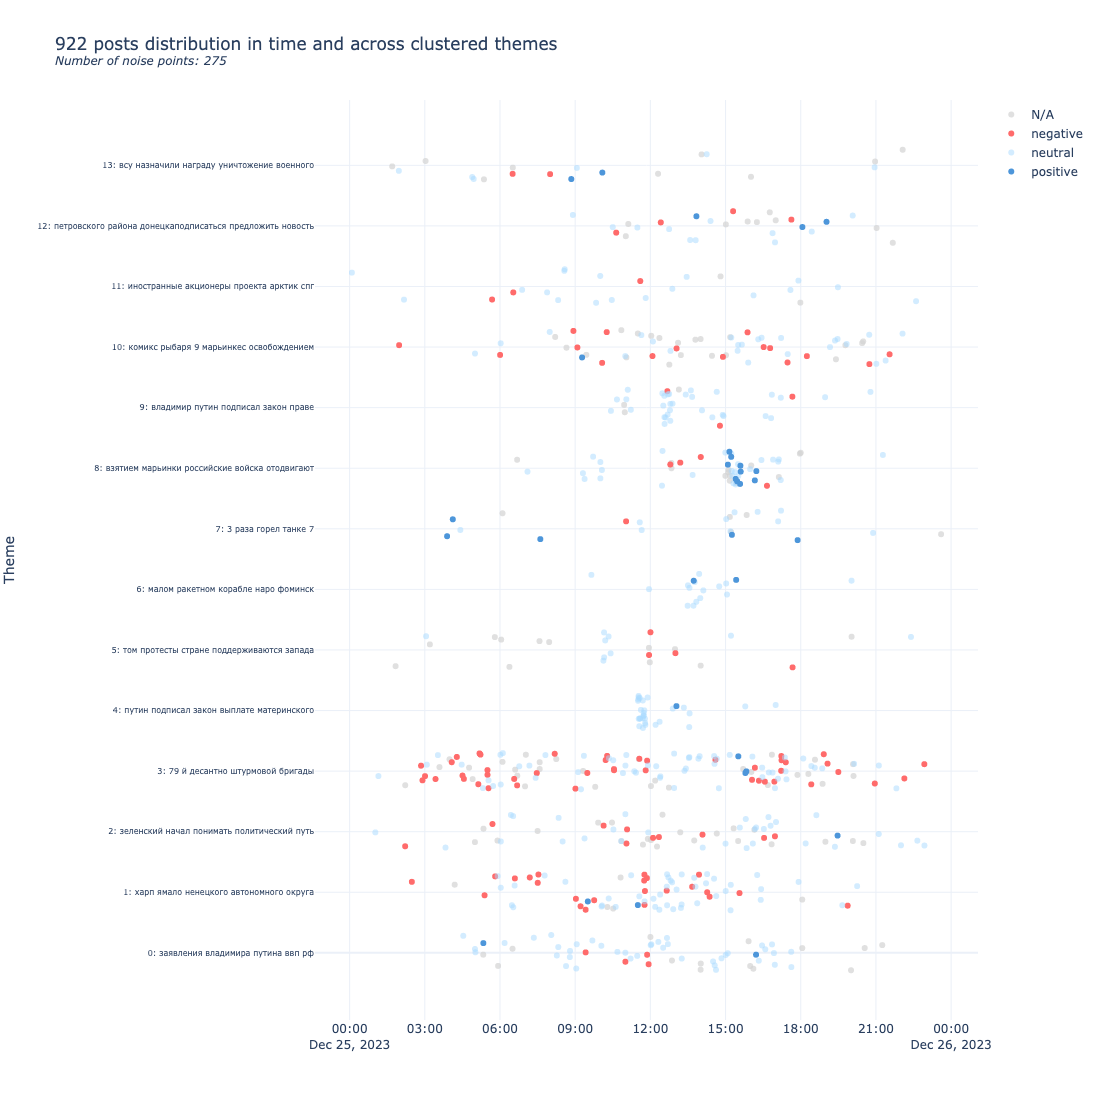 922 posts distribution in time and across clustered themes
Number of noise points: 275
N/A
negative
neutral
positive
13: всу назначили награду уничтожение военного
12: петровского района донецкаподписаться предложить новость
11: иностранные акционеры проекта арктик спг
10: комикс рыбаря 9 марьинкес освобождением
9: владимир путин подписал закон праве
8: взятием марьинки российские войска отодвигают
7: 3 раза горел танке 7
6: малом ракетном корабле наро фоминск
5: том протесты стране поддерживаются запада
4: путин подписал закон выплате материнского
3: 79 й десантно штурмовой бригады
2: зеленский начал понимать политический путь
1: харп ямало ненецкого автономного округа
0: заявления владимира путина ввп рф
Theme
00:00 03:00 06:00 09:00 12:00 15:00 18:00 21:00 00:00
Dec 25, 2023 Dec 26, 2023